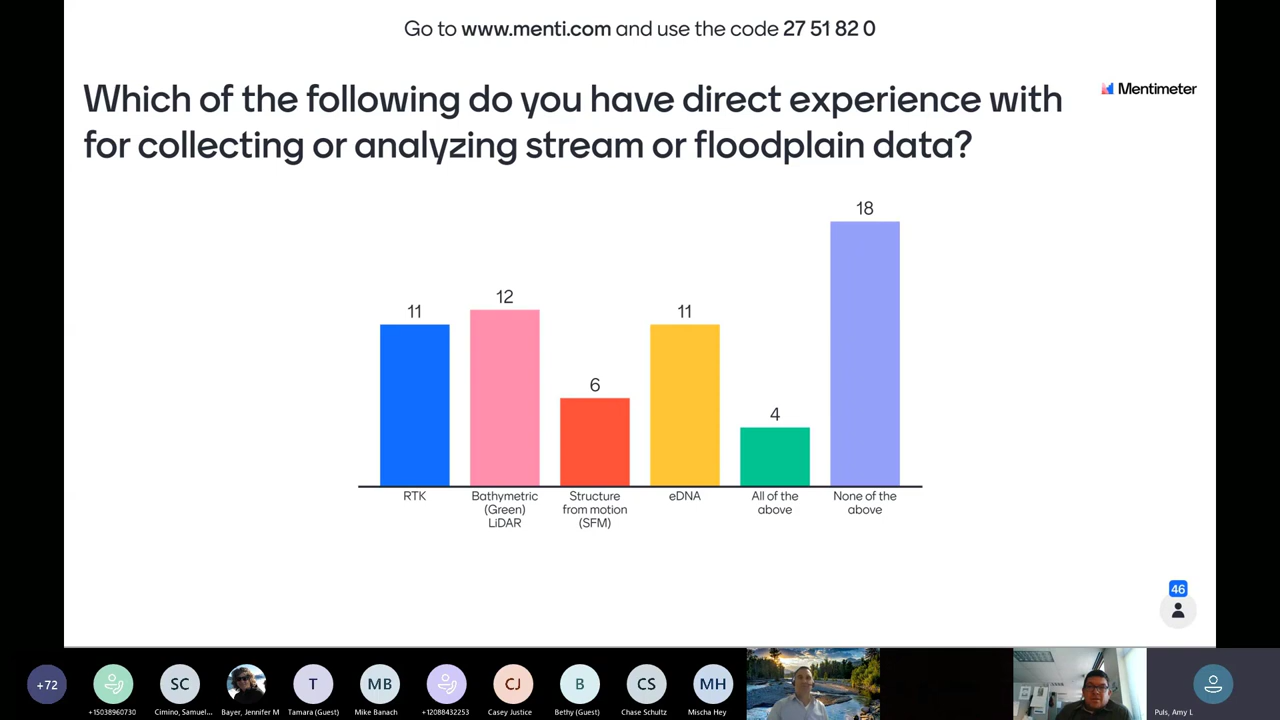 Go to www.menti.com and use the code 27 51 82 0
Which of the following do you have direct experience with
for collecting or analyzing stream or floodplain data?
Mentimeter
18
12
11
11
6
4
RTK
Bathymetric
(Green)
LiDAR
Structure
from motion
(SFM)
eDNA
All of the
above
None of the
above
46
+72
SC
T
MB
CJ
B
CS
MH
+15038960730
Cimino, Samuel...
Bayer, Jennifer M
Tamara (Guest)
Mike Banach
+12088432253
Casey Justice
Bethy (Guest)
Chase Schultz
Mischa Hey
Puls, Amy L